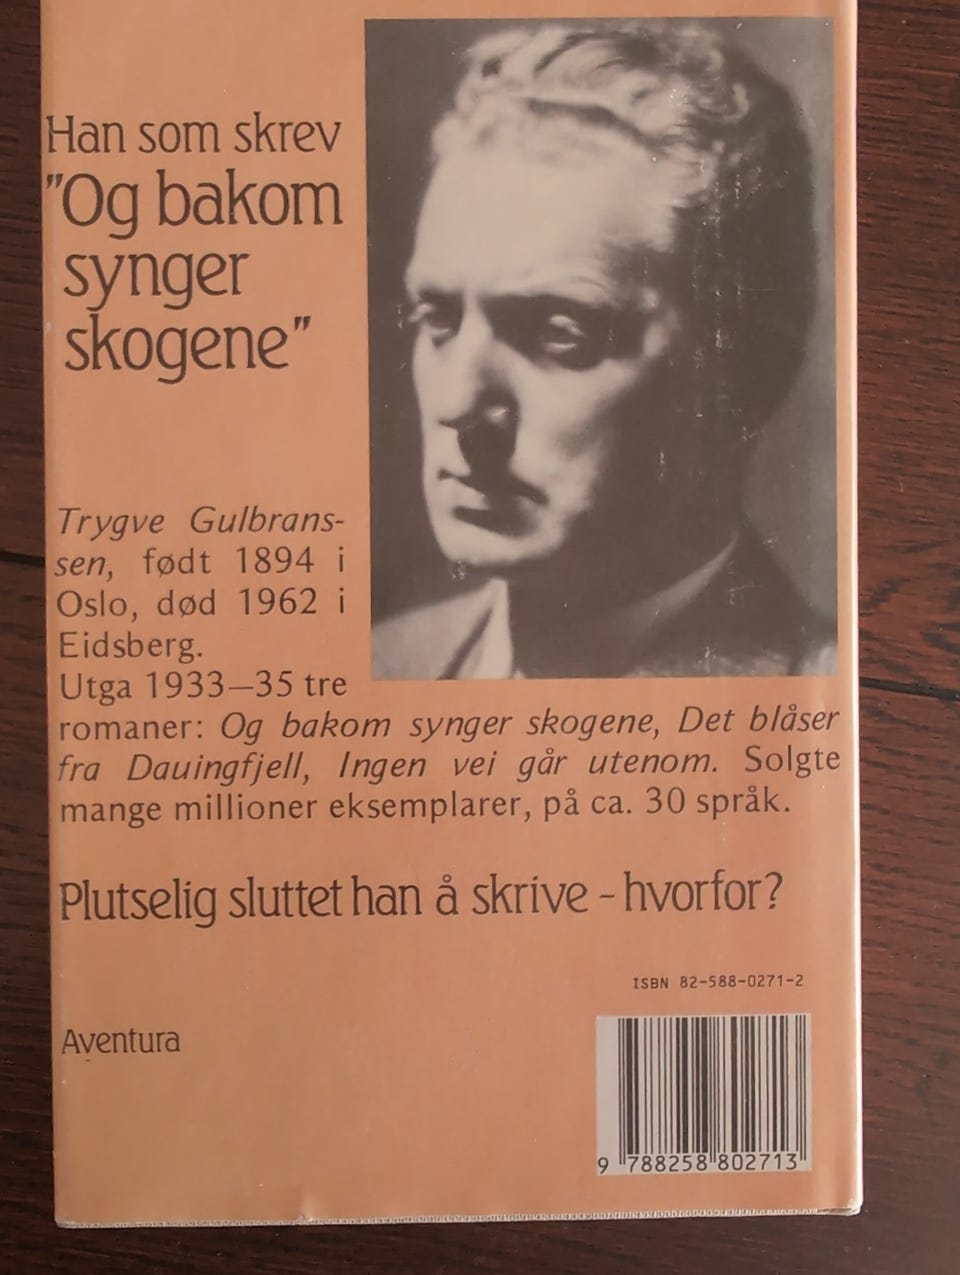 Han som skrev
"Og bakom
synger
skogene"
Trygve Gulbrans-
sen, født 1894 i
Oslo, død 1962 i
Eidsberg.
Utga 1933—35 tre
romaner: Og bakom synger skogene, Det blåser
fra Dauingfjell, Ingen vei går utenom. Solgte
mange millioner eksemplarer, på ca. 30 språk.
Plutselig sluttet han å skrive - hvorfor?
ISBN 82-588-0271-2
Aventura
9 788258 802713